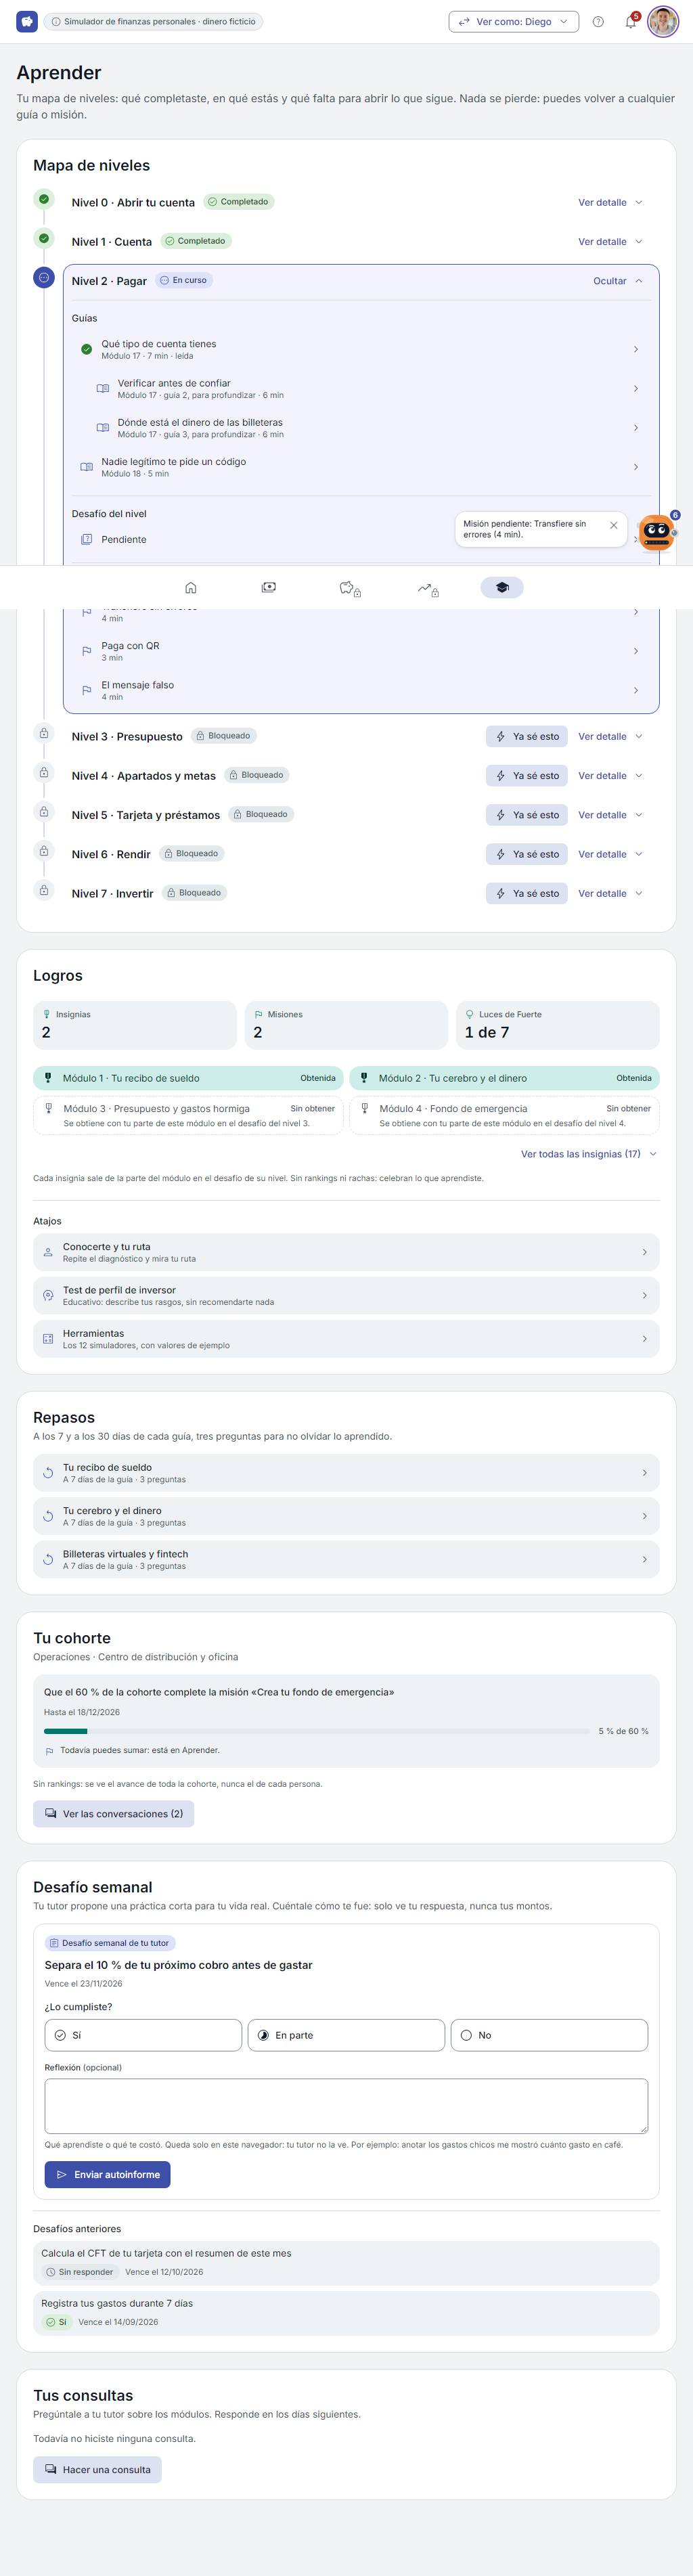 Simulador de finanzas personales · dinero ficticio
Ver como: Diego
5
Aprender
Tu mapa de niveles: qué completaste, en qué estás y qué falta para abrir lo que sigue. Nada se pierde: puedes volver a cualquier
guía o misión.
Mapa de niveles
Nivel 0 · Abrir tu cuenta
Completado
Ver detalle
Nivel 1 · Cuenta
Completado
Ver detalle
Nivel 2 · Pagar
En curso
Ocultar
Guías
Qué tipo de cuenta tienes
Módulo 17 · 7 min · leída
Verificar antes de confiar
Módulo 17 · guía 2, para profundizar · 6 min
Dónde está el dinero de las billeteras
Módulo 17 · guía 3, para profundizar · 6 min
Nadie legítimo te pide un código
Módulo 18 · 5 min
Desafío del nivel
Pendiente
Misión pendiente: Transfiere sin
errores (4 min).
6
4 min
Paga con QR
3 min
El mensaje falso
4 min
Nivel 3 · Presupuesto
Bloqueado
Ya sé esto
Ver detalle
Nivel 4 · Apartados y metas
Bloqueado
Ya sé esto
Ver detalle
Nivel 5 · Tarjeta y préstamos
Bloqueado
Ya sé esto
Ver detalle
Nivel 6 · Rendir
Bloqueado
Ya sé esto
Ver detalle
Nivel 7 · Invertir
Bloqueado
Ya sé esto
Ver detalle
Logros
Insignias
2
Misiones
2
Luces de Fuerte
1 de 7
Módulo 1 · Tu recibo de sueldo
Obtenida
Módulo 2 · Tu cerebro y el dinero
Obtenida
Módulo 3 · Presupuesto y gastos hormiga
Sin obtener
Se obtiene con tu parte de este módulo en el desafío del nivel 3.
Módulo 4 · Fondo de emergencia
Sin obtener
Se obtiene con tu parte de este módulo en el desafío del nivel 4.
Ver todas las insignias (17)
Cada insignia sale de la parte del módulo en el desafío de su nivel. Sin rankings ni rachas: celebran lo que aprendiste.
Atajos
Conocerte y tu ruta
Repite el diagnóstico y mira tu ruta
Test de perfil de inversor
Educativo: describe tus rasgos, sin recomendarte nada
Herramientas
Los 12 simuladores, con valores de ejemplo
Repasos
A los 7 y a los 30 días de cada guía, tres preguntas para no olvidar lo aprendido.
Tu recibo de sueldo
A 7 días de la guía · 3 preguntas
Tu cerebro y el dinero
A 7 días de la guía · 3 preguntas
Billeteras virtuales y fintech
A 7 días de la guía · 3 preguntas
Tu cohorte
Operaciones · Centro de distribución y oficina
Que el 60 % de la cohorte complete la misión «Crea tu fondo de emergencia»
Hasta el 18/12/2026
5 % de 60 %
Todavía puedes sumar: está en Aprender.
Sin rankings: se ve el avance de toda la cohorte, nunca el de cada persona.
Ver las conversaciones (2)
Desafío semanal
Tu tutor propone una práctica corta para tu vida real. Cuéntale cómo te fue: solo ve tu respuesta, nunca tus montos.
Desafío semanal de tu tutor
Separa el 10 % de tu próximo cobro antes de gastar
Vence el 23/11/2026
¿Lo cumpliste?
Sí
En parte
No
Reflexión (opcional)
Qué aprendiste o qué te costó. Queda solo en este navegador: tu tutor no la ve. Por ejemplo: anotar los gastos chicos me mostró cuánto gasto en café.
Enviar autoinforme
Desafíos anteriores
Calcula el CFT de tu tarjeta con el resumen de este mes
Sin responder
Vence el 12/10/2026
Registra tus gastos durante 7 días
Sí
Vence el 14/09/2026
Tus consultas
Pregúntale a tu tutor sobre los módulos. Responde en los días siguientes.
Todavía no hiciste ninguna consulta.
Hacer una consulta